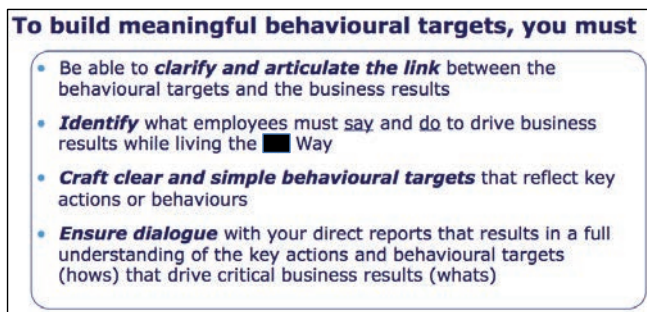 To build meaningful behavioural targets, you must
• Be able to clarify and articulate the link between the
behavioural targets and the business results
• Identify what employees must say and do to drive business
results while living the Way
• Craft clear and simple behavioural targets that reflect key
actions or behaviours
• Ensure dialogue with your direct reports that results in a full
understanding of the key actions and behavioural targets
(hows) that drive critical business results (whats)